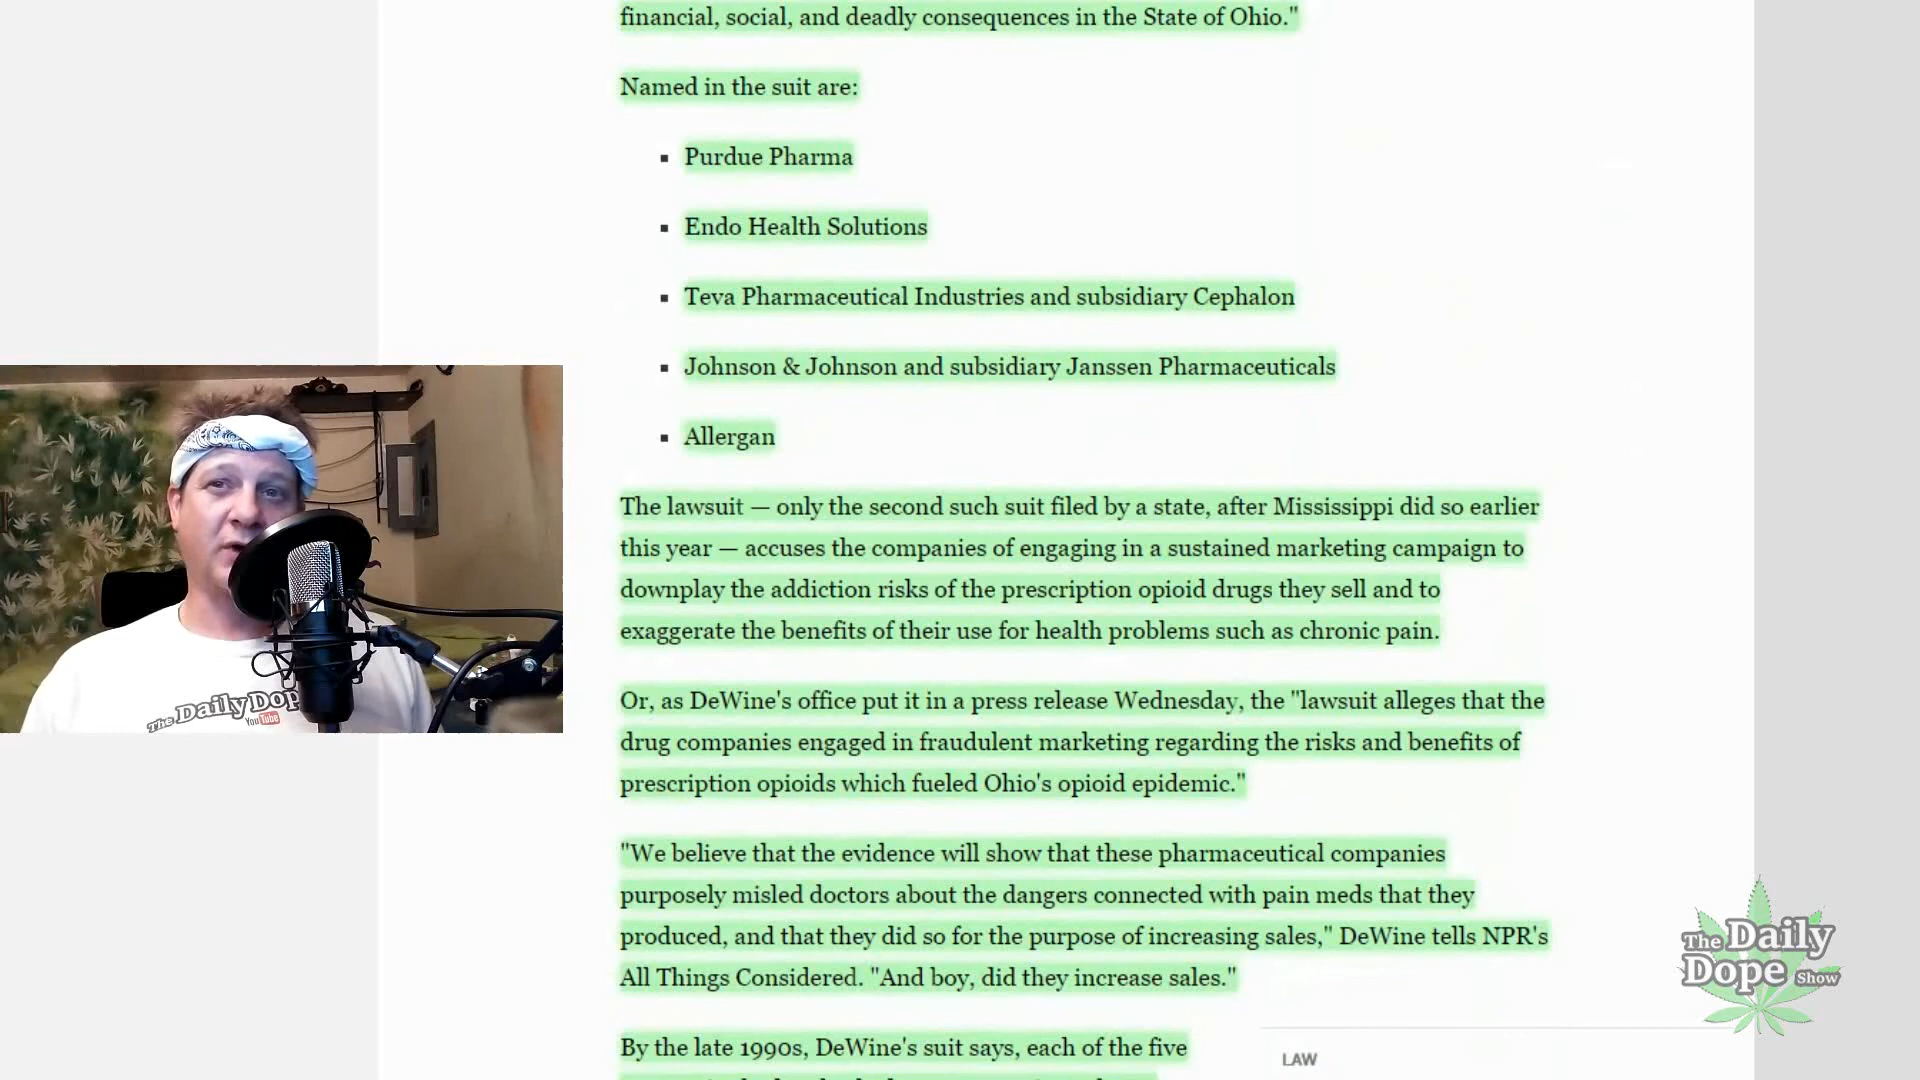 financial, social, and deadly consequences in the State of Ohio."
Named in the suit are:
Purdue Pharma
Endo Health Solutions
Teva Pharmaceutical Industries and subsidiary Cephalon
Johnson & Johnson and subsidiary Janssen Pharmaceuticals
Allergan
The lawsuit — only the second such suit filed by a state, after Mississippi did so earlier
this year — accuses the companies of engaging in a sustained marketing campaign to
downplay the addiction risks of the prescription opioid drugs they sell and to
exaggerate the benefits of their use for health problems such as chronic pain.
Or, as DeWine's office put it in a press release Wednesday, the "lawsuit alleges that the
drug companies engaged in fraudulent marketing regarding the risks and benefits of
prescription opioids which fueled Ohio's opioid epidemic."
"We believe that the evidence will show that these pharmaceutical companies
purposely misled doctors about the dangers connected with pain meds that they
produced, and that they did so for the purpose of increasing sales," DeWine tells NPR's
All Things Considered. "And boy, did they increase sales."
By the late 1990s, DeWine's suit says, each of the five
LAW
The Daily Dop
YouTube
The Daily
Dope Show